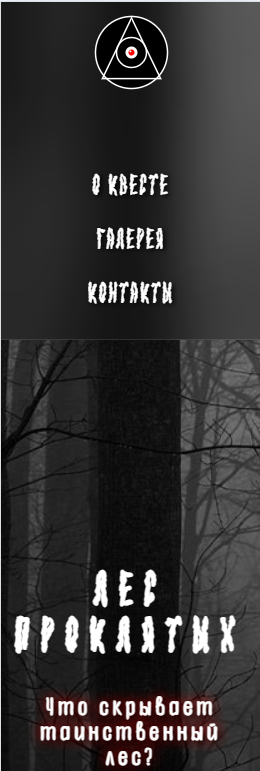 О КВЕСТЕ
ГАЛЕРЕЯ
КОНТАКТЫ
ЛЕС
ПРОКЛЯТЫХ
Что скрывает
таинственный
лес?